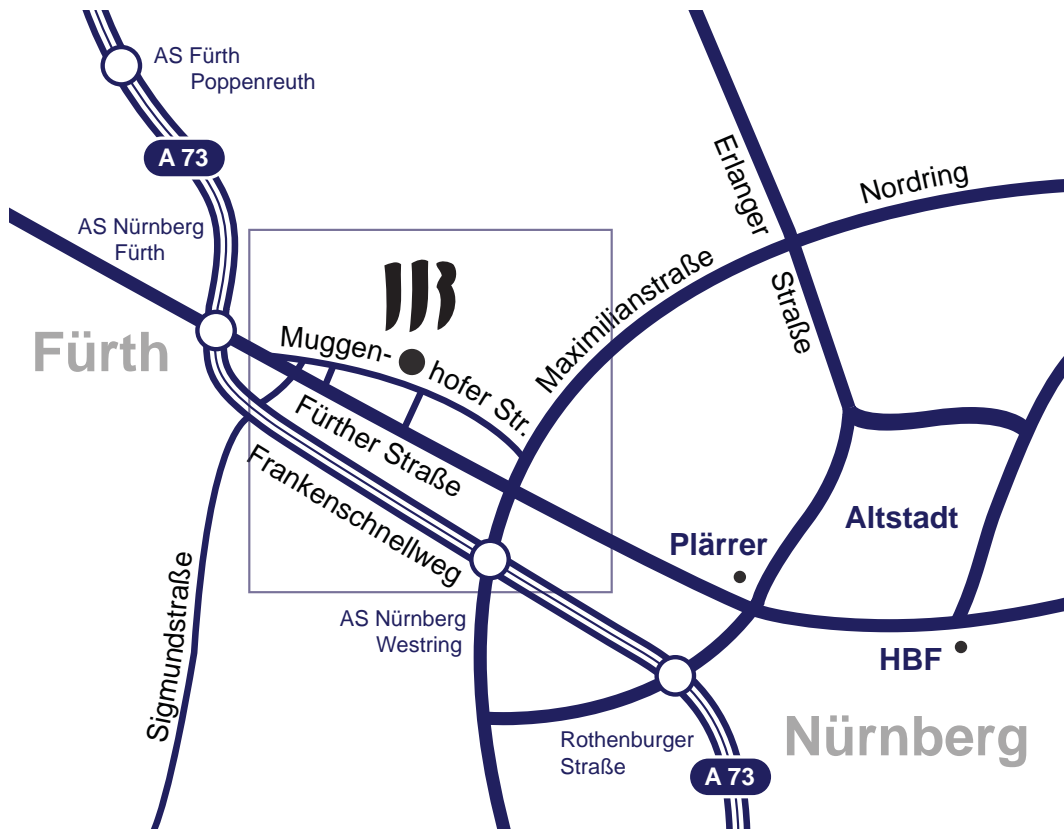 AS Fürth
Poppenreuth
A 73
Erlanger
Straße
Nordring
AS Nürnberg
Fürth
Maximilianstraße
Fürth
Muggen-
hofer Str.
Fürther Straße
Frankenschnellweg
Altstadt
Plärrer
Sigmundstraße
AS Nürnberg
Westring
HBF
Nürnberg
Rothenburger
Straße
A 73